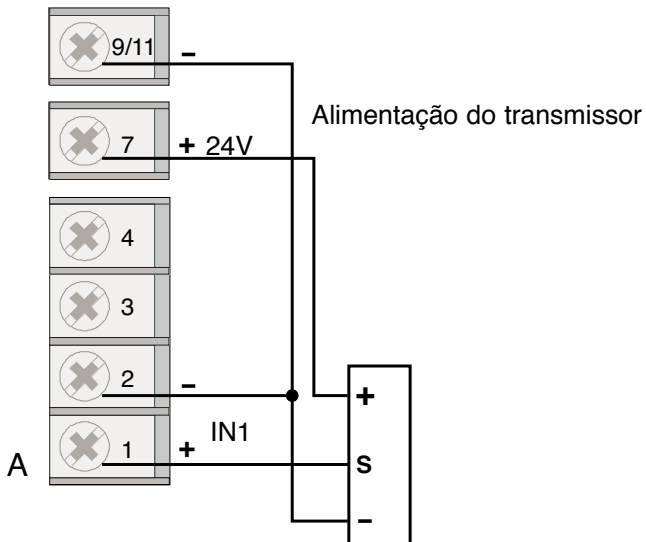 9/11 -
Alimentação do transmissor
7 + 24V
4
3
2 -
+
IN1
A 1 + S
-